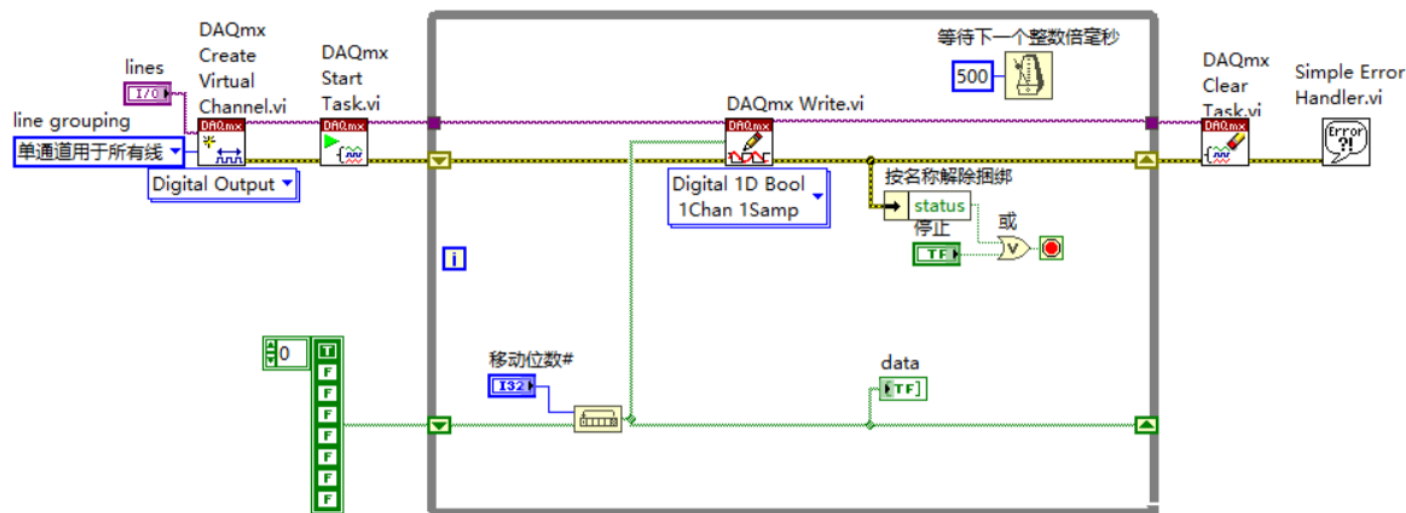 DAQmx
Create
Virtual
Channel.vi
lines
I/O
line grouping
单通道用于所有线
DAQmx
Digital Output
DAQmx
Start
Task.vi
DAQmx
等待下一个整数倍毫秒
500
DAQmx Write.vi
DAQmx
Digital 1D Bool
1Chan 1Samp
按名称解除捆绑
status
停止
TF
或
V
i
DAQmx
Clear
Task.vi
DAQmx
Simple Error
Handler.vi
Error
?!
0
T
F
F
F
F
F
F
F
移动位数#
I32
data
TF